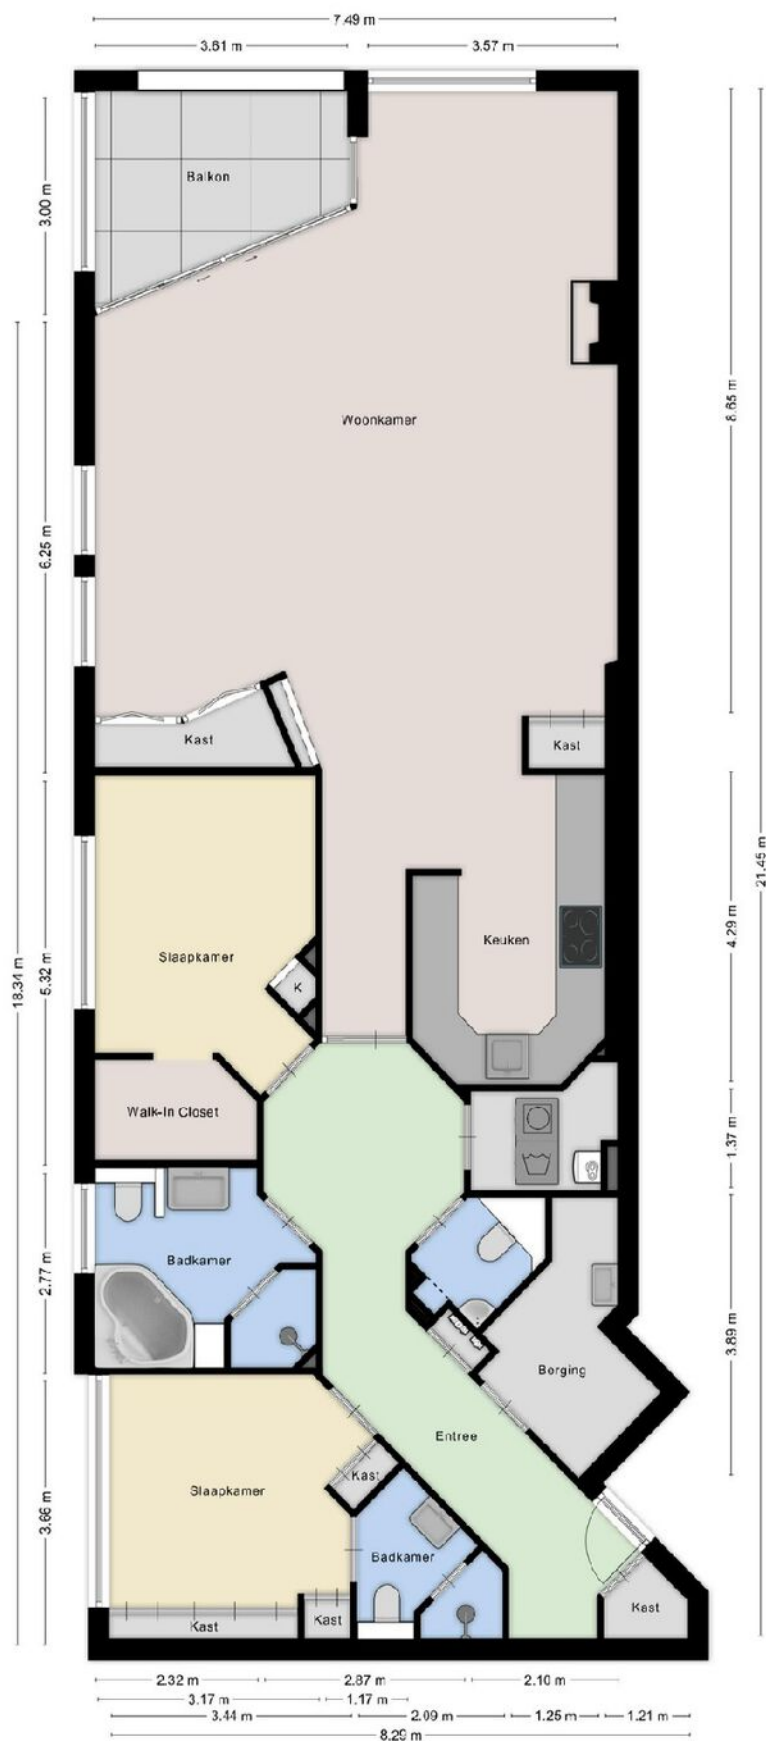 7.49 m
3.61 m
3.57 m
Balkon
3.00 m
8.65 m
Woonkamer
6.25 m
Kast
Kast
21.45 m
4.29 m
Keuken
Slaapkamer
5.32 m
18.34 m
K
Walk-In Closet
1.37 m
Badkamer
2.77 m
3.89 m
Berging
Entree
Kast
Slaapkamer
3.66 m
Badkamer
Kast
Kast
Kast
2.32 m
2.87 m
2.10 m
3.17 m
1.17 m
3.44 m
2.09 m
1.25 m
1.21 m
8.29 m